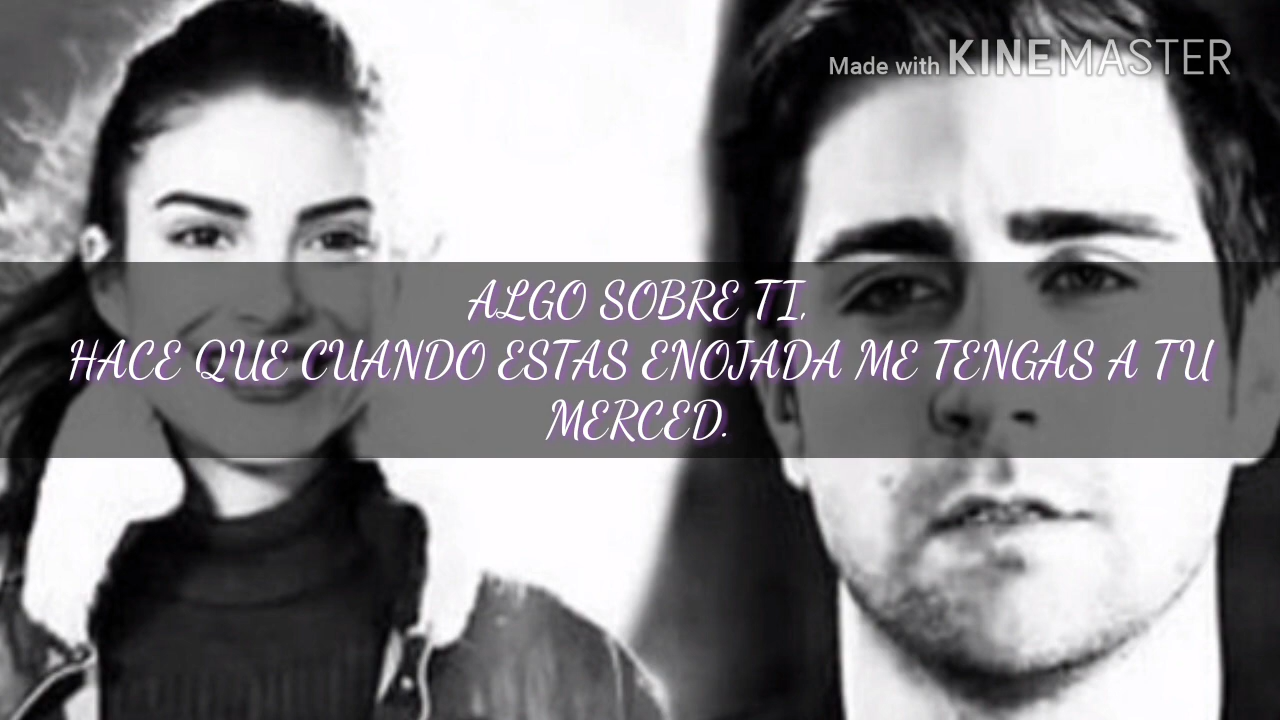 Made with KINEMASTER
ALGO SOBRE TI,
HACE QUE CUANDO ESTAS ENOJADA ME TENGAS A TU
MERCED.